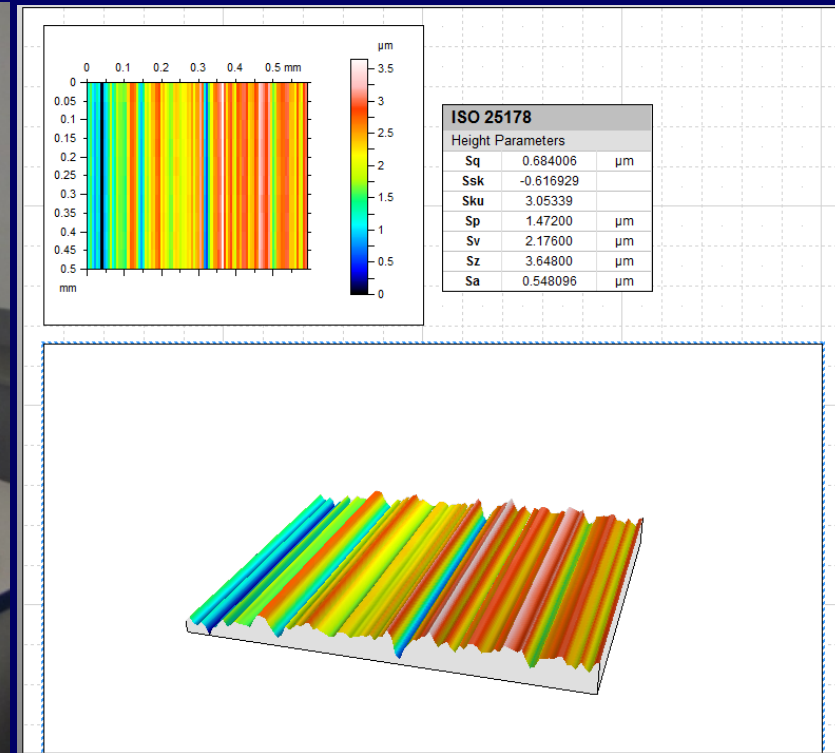 µm
0 0.1 0.2 0.3 0.4 0.5 mm
0
0.05
0.1
0.15
0.2
0.25
0.3
0.35
0.4
0.45
0.5
mm
3.5
3
2.5
2
1.5
1
0.5
0
ISO 25178
Height Parameters
Sq 0.684006 µm
Ssk -0.616929
Sku 3.05339
Sp 1.47200 µm
Sv 2.17600 µm
Sz 3.64800 µm
Sa 0.548096 µm